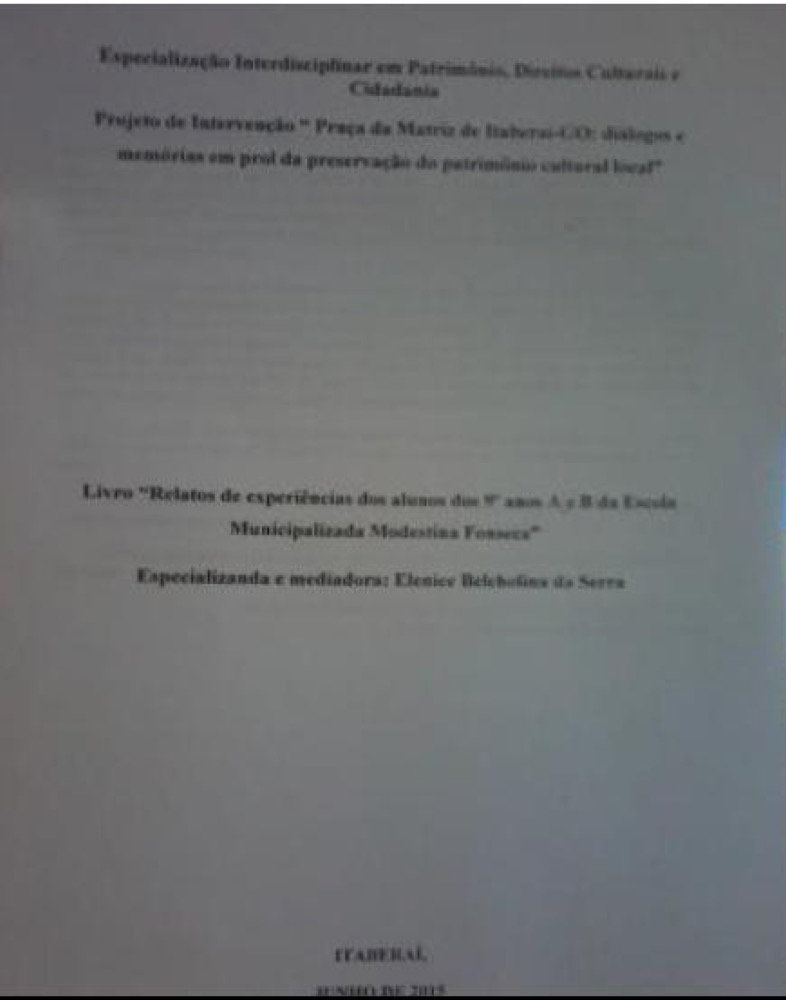 Especialização Interdisciplinar em Patrimônio, Direitos Culturais e
Cidadania
Projeto de Intervenção " Praça da Matriz de Itaberaí-GO: diálogos e
memórias em prol da preservação do patrimônio cultural local"
Livro "Relatos de experiências dos alunos dos 9º anos A e B da Escola
Municipalizada Modestina Fonseca"
Especializanda e mediadora: Elenice da Serra
ITABERAÍ,
JUNHO DE 2015